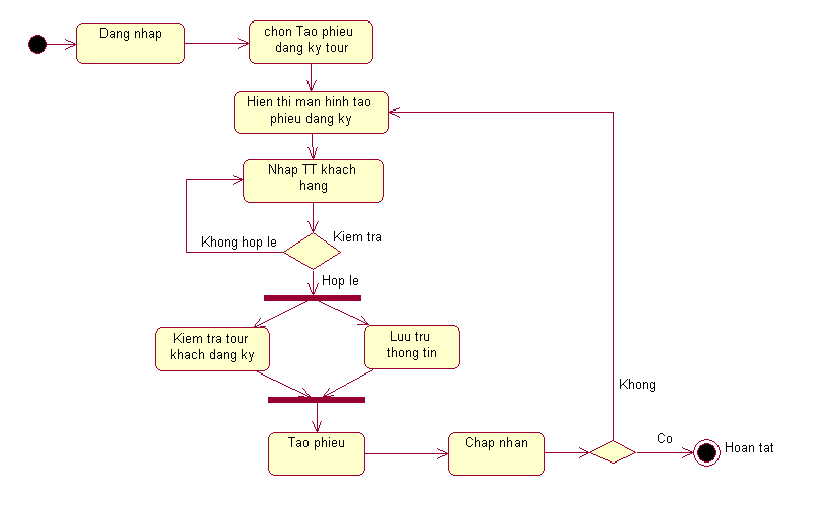 Dang nhap
chon Tao phieu
dang ky tour
Hien thi man hinh tao
phieu dang ky
Nhap TT khach
hang
Kiem tra
Khong hop le
Hop le
Kiem tra tour
khach dang ky
Luu tru
thong tin
Khong
Tao phieu
Chap nhan
Co
Hoan tat